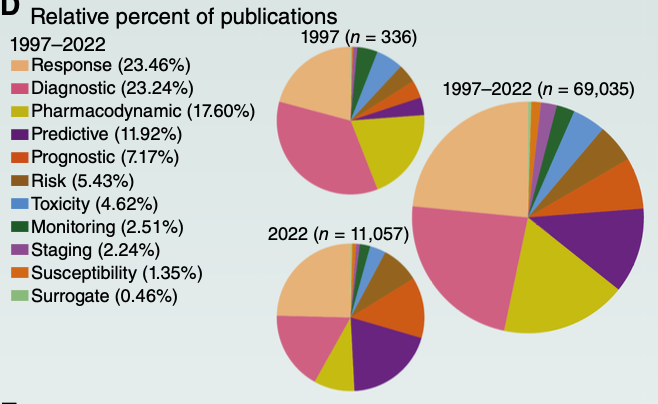 D Relative percent of publications
1997–2022
Response (23.46%)
Diagnostic (23.24%)
Pharmacodynamic (17.60%)
Predictive (11.92%)
Prognostic (7.17%)
Risk (5.43%)
Toxicity (4.62%)
Monitoring (2.51%)
Staging (2.24%)
Susceptibility (1.35%)
Surrogate (0.46%)
1997 (n = 336)
2022 (n = 11,057)
1997–2022 (n = 69,035)